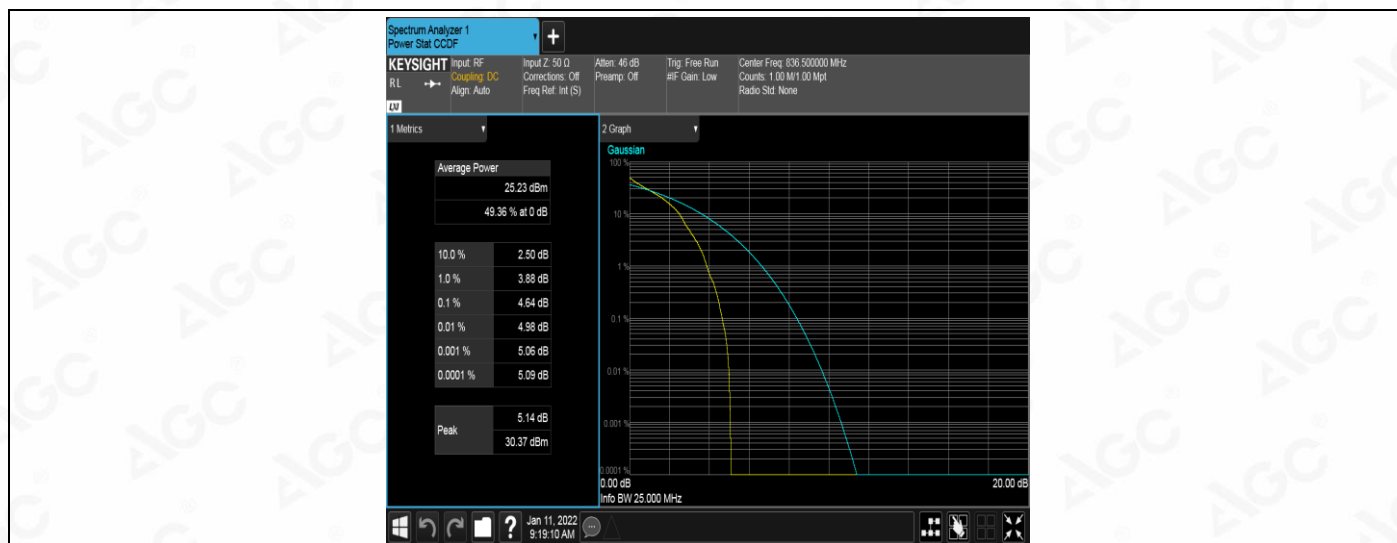 Spectrum Analyzer 1
Power Stat CCDF
KEYSIGHT
RL
LXI
Input: RF
Coupling: DC
Align: Auto
Input Z: 50 Ω
Corrections: Off
Freq Ref: Int (S)
Atten: 46 dB
Preamp: Off
Trig: Free Run
#IF Gain: Low
Center Freq: 836.500000 MHz
Counts: 1.00 M/1.00 Mpt
Radio Std: None
1 Metrics
Average Power
25.23 dBm
49.36 % at 0 dB
10.0 % 2.50 dB
1.0 % 3.88 dB
0.1 % 4.64 dB
0.01 % 4.98 dB
0.001 % 5.06 dB
0.0001 % 5.09 dB
Peak
5.14 dB
30.37 dBm
2 Graph
Gaussian
100 %
10 %
1 %
0.1 %
0.01 %
0.001 %
0.0001 %
0.00 dB 20.00 dB
Info BW 25.000 MHz
? Jan 11, 2022
9:19:10 AM
AGC